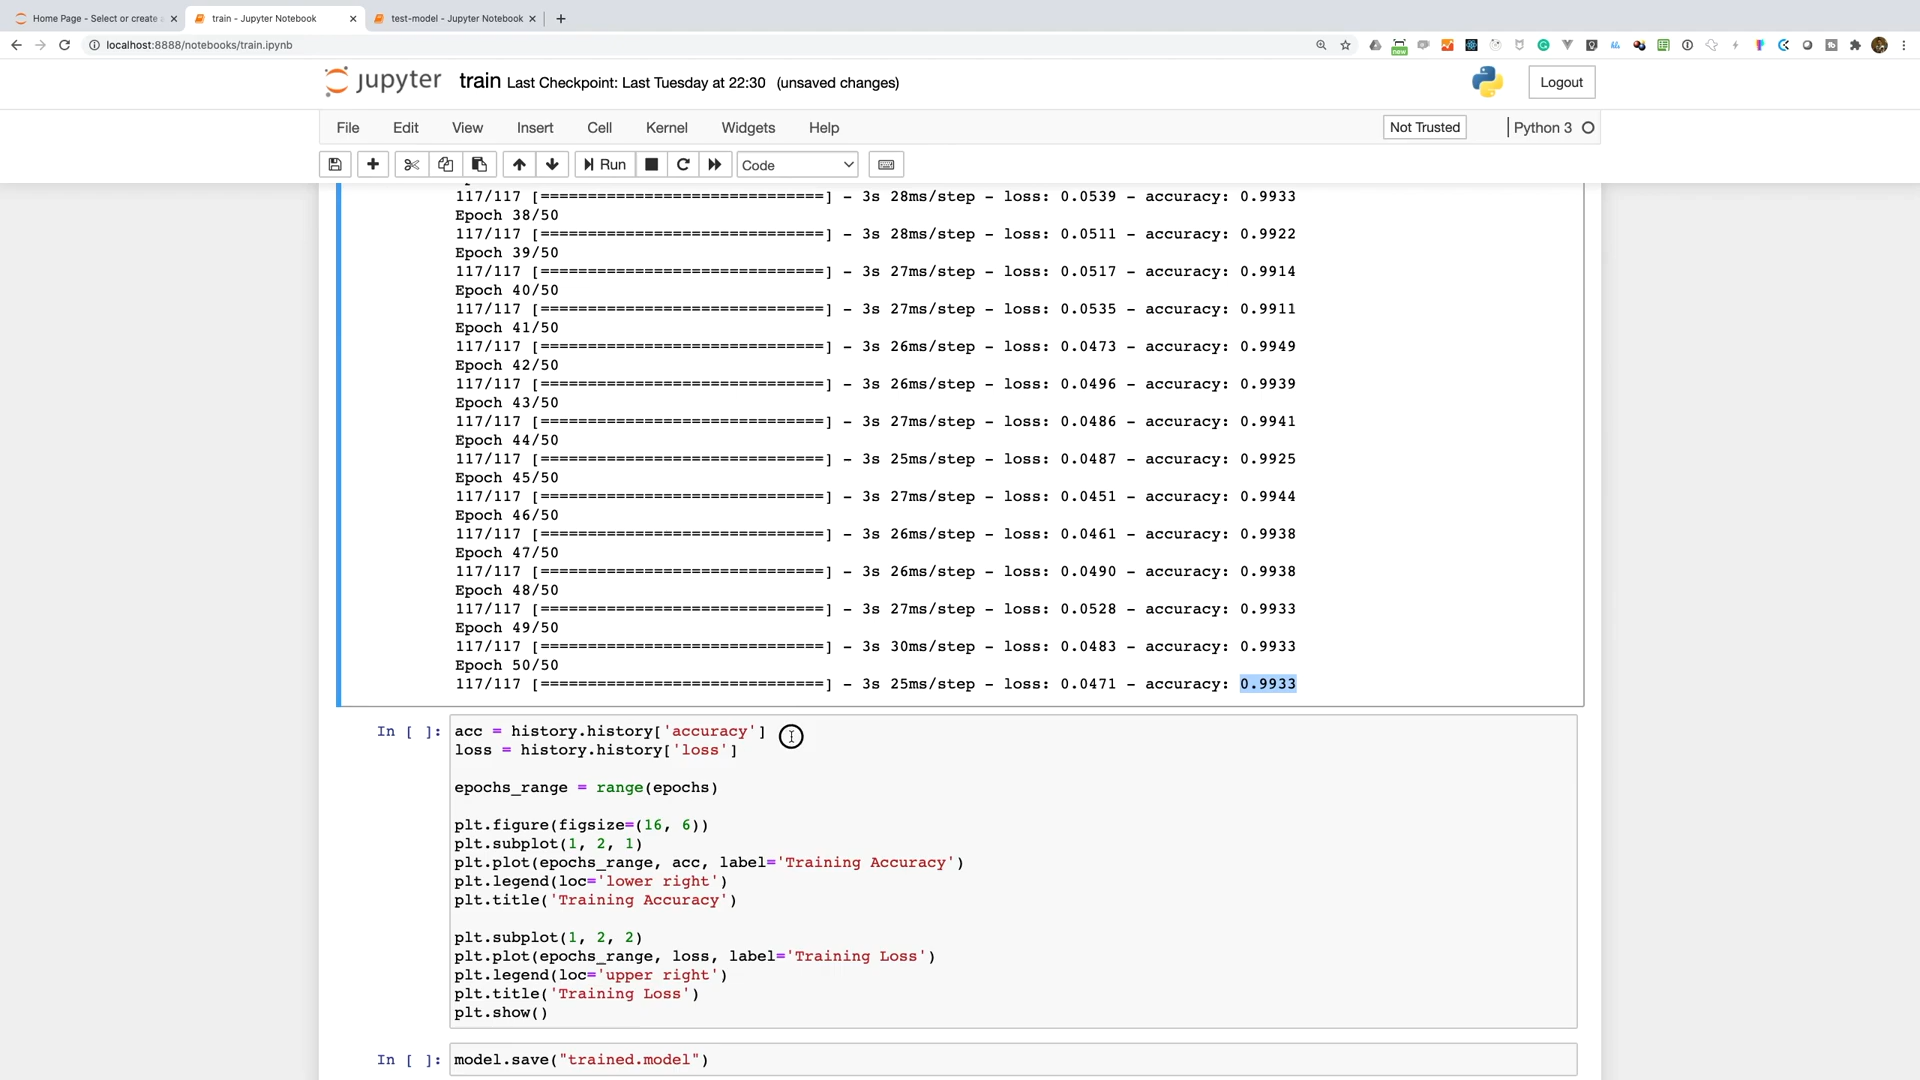 Home Page - Select or create a
train - Jupyter Notebook
test-model - Jupyter Notebook
localhost:8888/notebooks/train.ipynb
new
jupyter train Last Checkpoint: Last Tuesday at 22:30 (unsaved changes)
Logout
File Edit View Insert Cell Kernel Widgets Help
Not Trusted
Python 3
Run
Code
117/117 [==============================] - 3s 28ms/step - loss: 0.0539 - accuracy: 0.9933
Epoch 38/50
117/117 [==============================] - 3s 28ms/step - loss: 0.0511 - accuracy: 0.9922
Epoch 39/50
117/117 [==============================] - 3s 27ms/step - loss: 0.0517 - accuracy: 0.9914
Epoch 40/50
117/117 [==============================] - 3s 27ms/step - loss: 0.0535 - accuracy: 0.9911
Epoch 41/50
117/117 [==============================] - 3s 26ms/step - loss: 0.0473 - accuracy: 0.9949
Epoch 42/50
117/117 [==============================] - 3s 26ms/step - loss: 0.0496 - accuracy: 0.9939
Epoch 43/50
117/117 [==============================] - 3s 27ms/step - loss: 0.0486 - accuracy: 0.9941
Epoch 44/50
117/117 [==============================] - 3s 25ms/step - loss: 0.0487 - accuracy: 0.9925
Epoch 45/50
117/117 [==============================] - 3s 27ms/step - loss: 0.0451 - accuracy: 0.9944
Epoch 46/50
117/117 [==============================] - 3s 26ms/step - loss: 0.0461 - accuracy: 0.9938
Epoch 47/50
117/117 [==============================] - 3s 26ms/step - loss: 0.0490 - accuracy: 0.9938
Epoch 48/50
117/117 [==============================] - 3s 27ms/step - loss: 0.0528 - accuracy: 0.9933
Epoch 49/50
117/117 [==============================] - 3s 30ms/step - loss: 0.0483 - accuracy: 0.9933
Epoch 50/50
117/117 [==============================] - 3s 25ms/step - loss: 0.0471 - accuracy: 0.9933
In [ ]: acc = history.history['accuracy']
loss = history.history['loss']
epochs_range = range(epochs)
plt.figure(figsize=(16, 6))
plt.subplot(1, 2, 1)
plt.plot(epochs_range, acc, label='Training Accuracy')
plt.legend(loc='lower right')
plt.title('Training Accuracy')
plt.subplot(1, 2, 2)
plt.plot(epochs_range, loss, label='Training Loss')
plt.legend(loc='upper right')
plt.title('Training Loss')
plt.show()
In [ ]: model.save("trained.model")